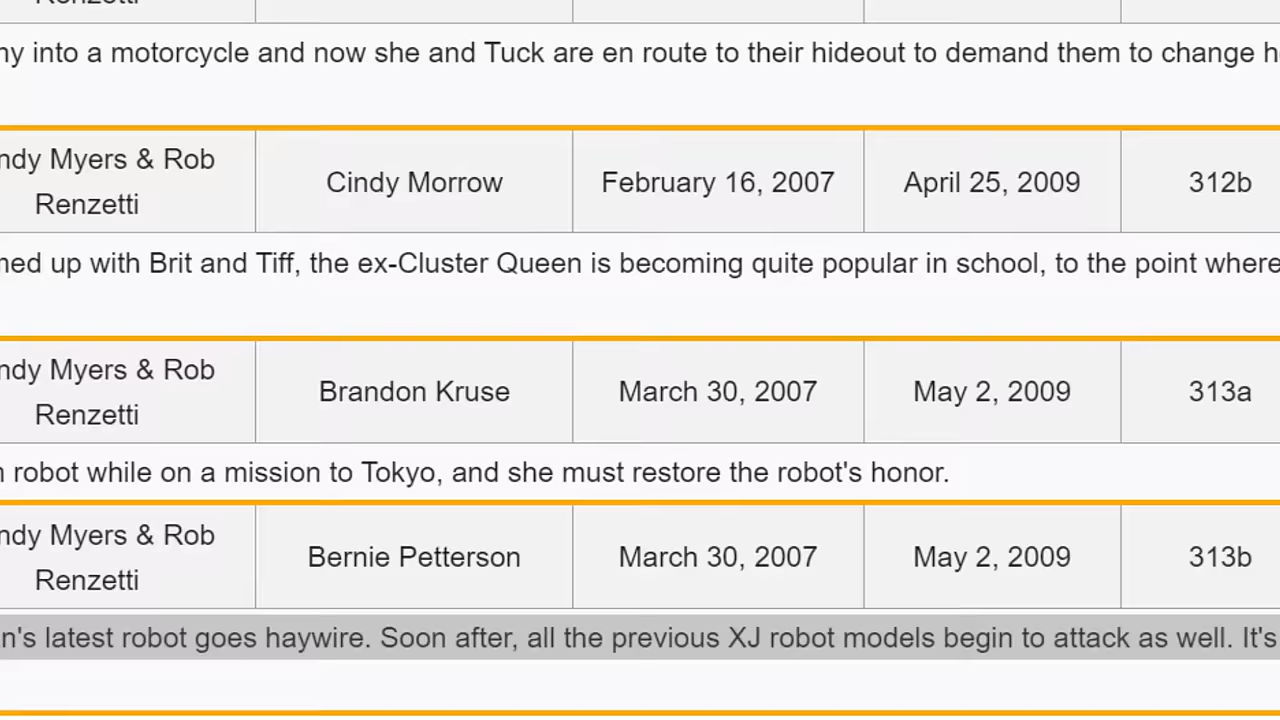 Renzetti
ny into a motorcycle and now she and Tuck are en route to their hideout to demand them to change h
ndy Myers & Rob
Renzetti
Cindy Morrow
February 16, 2007
April 25, 2009
312b
ned up with Brit and Tiff, the ex-Cluster Queen is becoming quite popular in school, to the point where
ndy Myers & Rob
Renzetti
Brandon Kruse
March 30, 2007
May 2, 2009
313a
n robot while on a mission to Tokyo, and she must restore the robot's honor.
ndy Myers & Rob
Renzetti
Bernie Petterson
March 30, 2007
May 2, 2009
313b
n's latest robot goes haywire. Soon after, all the previous XJ robot models begin to attack as well. It's